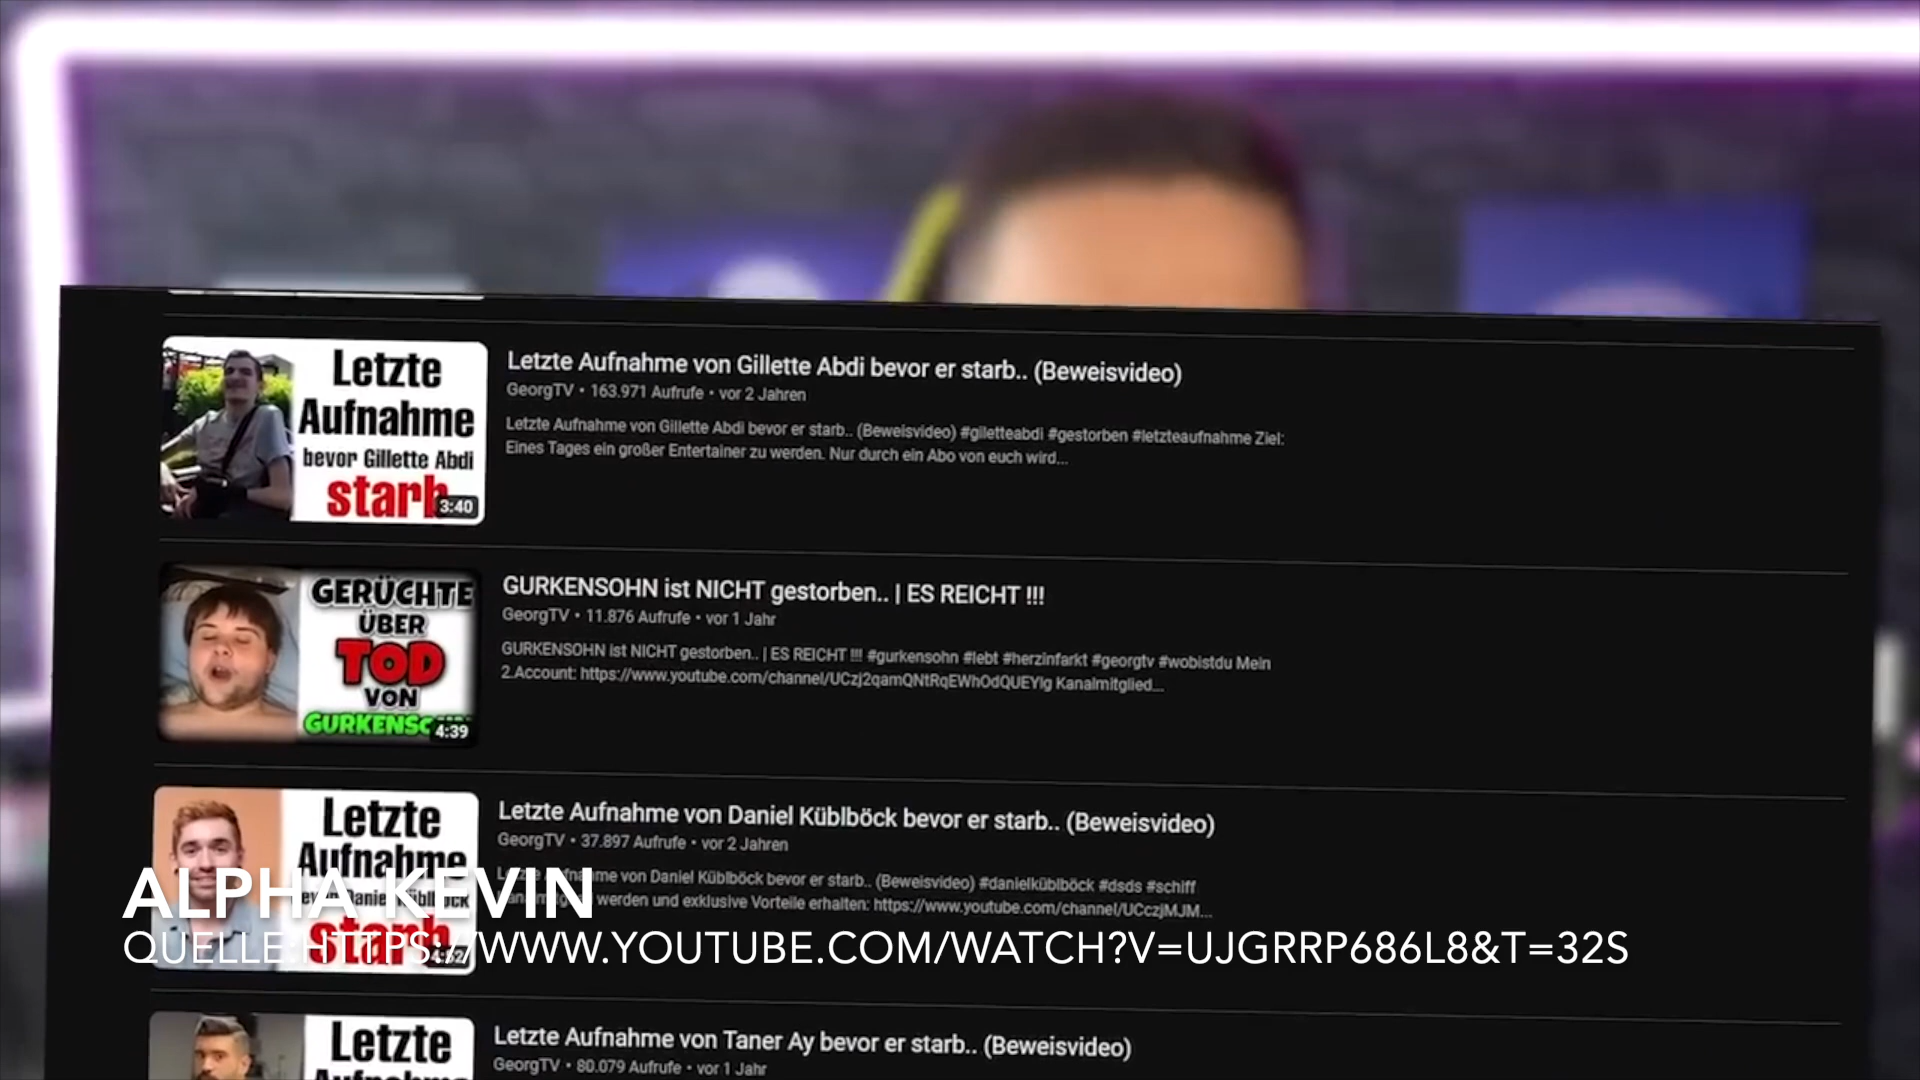 Letzte
Aufnahme
bevor Gillette Abdi
starb
3:40
Letzte Aufnahme von Gillette Abdi bevor er starb.. (Beweisvideo)
GeorgTV • 163.971 Aufrufe • vor 2 Jahren
Letzte Aufnahme von Gillette Abdi bevor er starb.. (Beweisvideo) #giletteabdi #gestorben #letzteaufnahme Ziel:
Eines Tages ein großer Entertainer zu werden. Nur durch ein Abo von euch wird...
GERÜCHTE
ÜBER
TOD
VON
4:39
GURKENSOHN ist NICHT gestorben.. | ES REICHT !!!
GeorgTV • 11.876 Aufrufe • vor 1 Jahr
GURKENSOHN ist NICHT gestorben.. | ES REICHT !!! #gurkensohn #lebt #herzinfarkt #georgtv #wobistdu Mein
2.Account: https://www.youtube.com/channel/UCzj2qamQNtRqEWhOdQUEYIg Kanalmitglied...
Letzte
Aufnahme
starb
Letzte Aufnahme von Daniel Küblböck bevor er starb.. (Beweisvideo)
GeorgTV • 37.897 Aufrufe • vor 2 Jahren
Letzte Aufnahme von Daniel Küblböck bevor er starb.. (Beweisvideo) #danielküblböck #dsds #schiff
werden und exklusive Vorteile erhalten: https://www.youtube.com/channel/UCczjMJM...
ALPHA KEVIN
QUELLE:HTTPS://WWW.YOUTUBE.COM/WATCH?V=UJGRRP686L8&T=32S
Letzte
Aufnahme
Letzte Aufnahme von Taner Ay bevor er starb.. (Beweisvideo)
GeorgTV • 80.079 Aufrufe • vor 1 Jahr